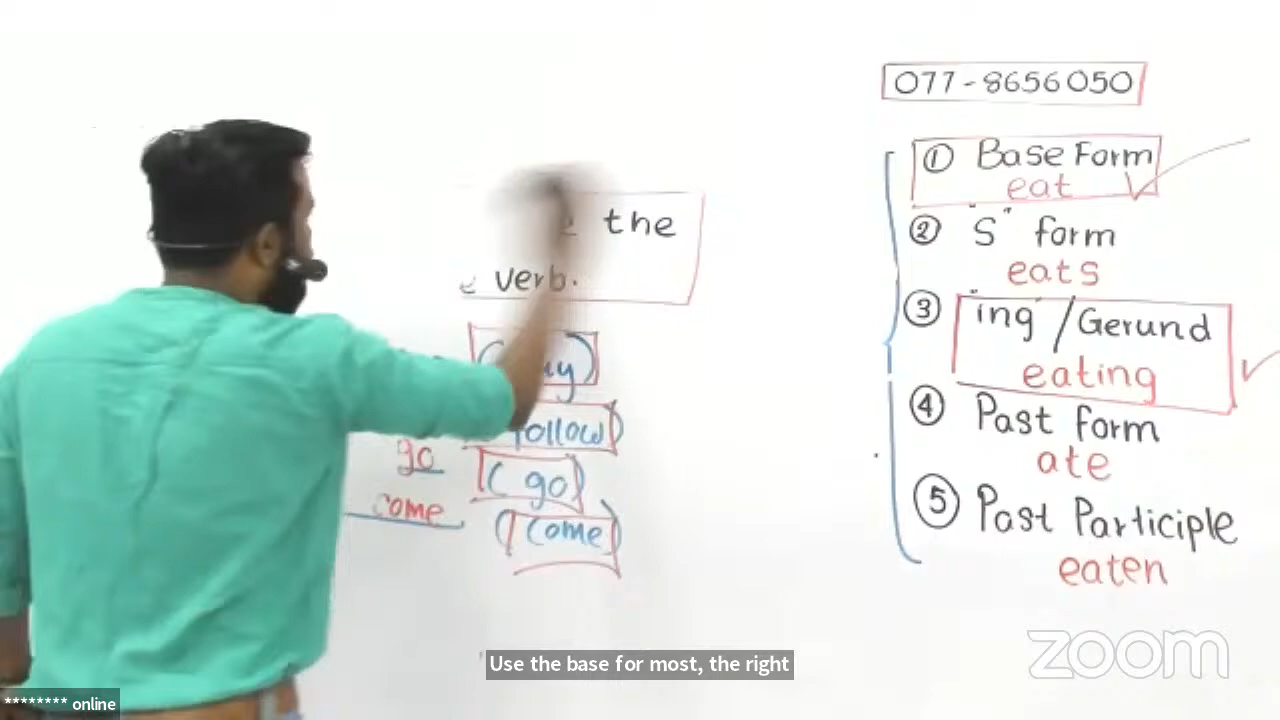 077-8656050
① Base Form
eat
② "S" form
eats
③ "ing"/Gerund
eating
④ Past form
ate
⑤ Past Participle
eaten
the
verb.
follow)
go
( go)
come
(come)
Use the base for most, the right
zoom
******** online